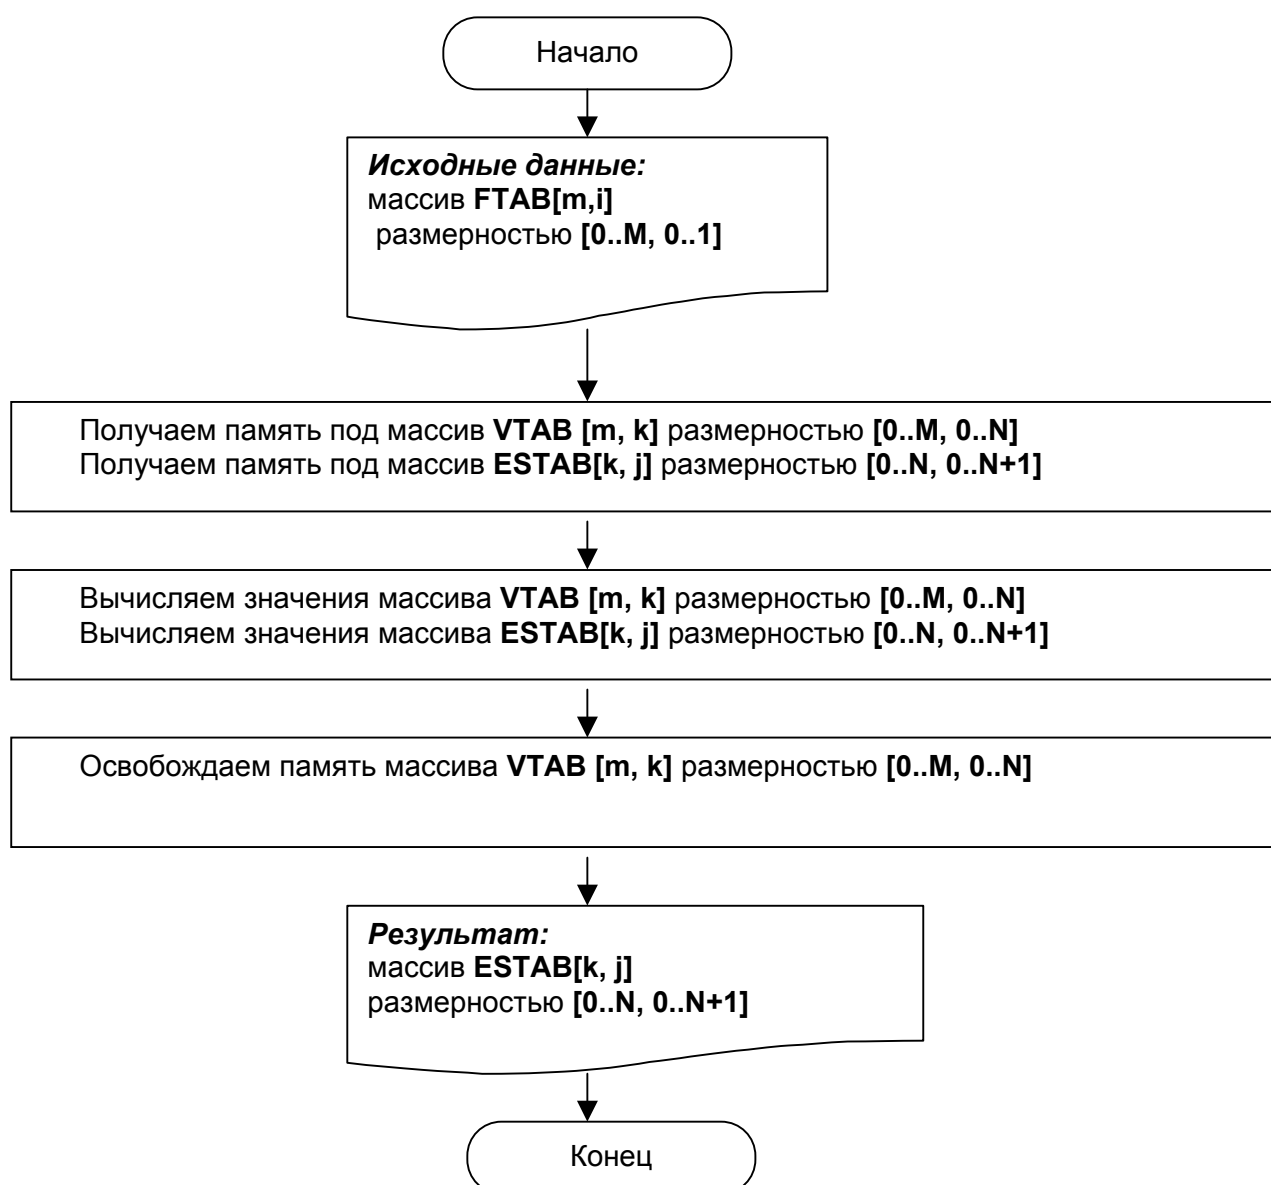 Начало
Исходные данные:
массив FTAB[m,i]
размерностью [0..M, 0..1]
Получаем память под массив VTAB [m, k] размерностью [0..M, 0..N]
Получаем память под массив ESTAB[k, j] размерностью [0..N, 0..N+1]
Вычисляем значения массива VTAB [m, k] размерностью [0..M, 0..N]
Вычисляем значения массива ESTAB[k, j] размерностью [0..N, 0..N+1]
Освобождаем память массива VTAB [m, k] размерностью [0..M, 0..N]
Результат:
массив ESTAB[k, j]
размерностью [0..N, 0..N+1]
Конец